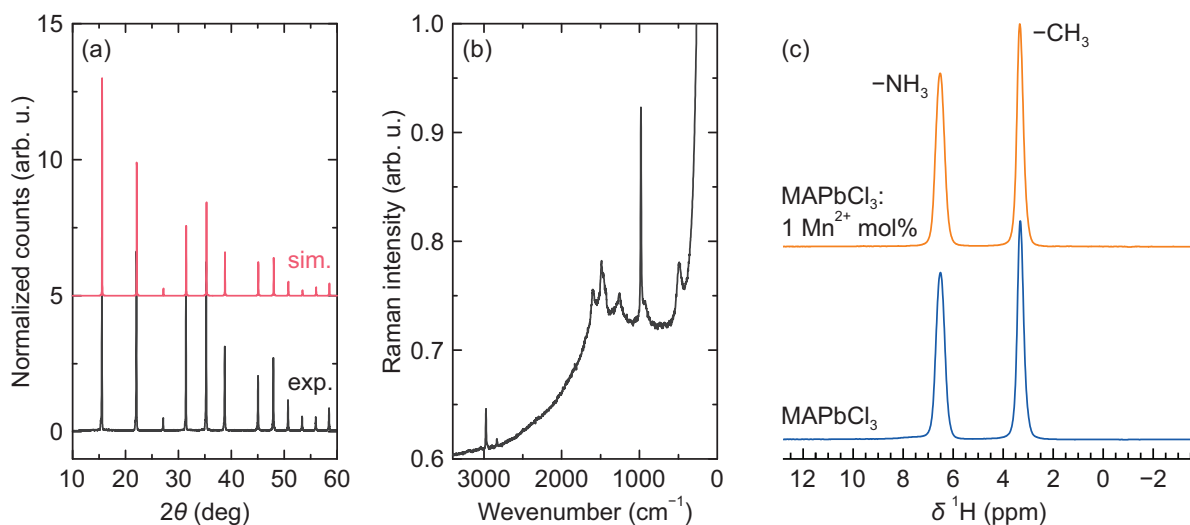 (a)
Normalized counts (arb. u.)
15
10
5
0
sim.
exp.
10 20 30 40 50 60
2θ (deg)
(b)
Raman intensity (arb. u.)
1.0
0.9
0.8
0.7
0.6
3000 2000 1000 0
Wavenumber (cm⁻¹)
(c)
−CH₃
−NH₃
MAPbCl₃:
1 Mn²⁺ mol%
MAPbCl₃
12 10 8 6 4 2 0 −2
δ ¹H (ppm)